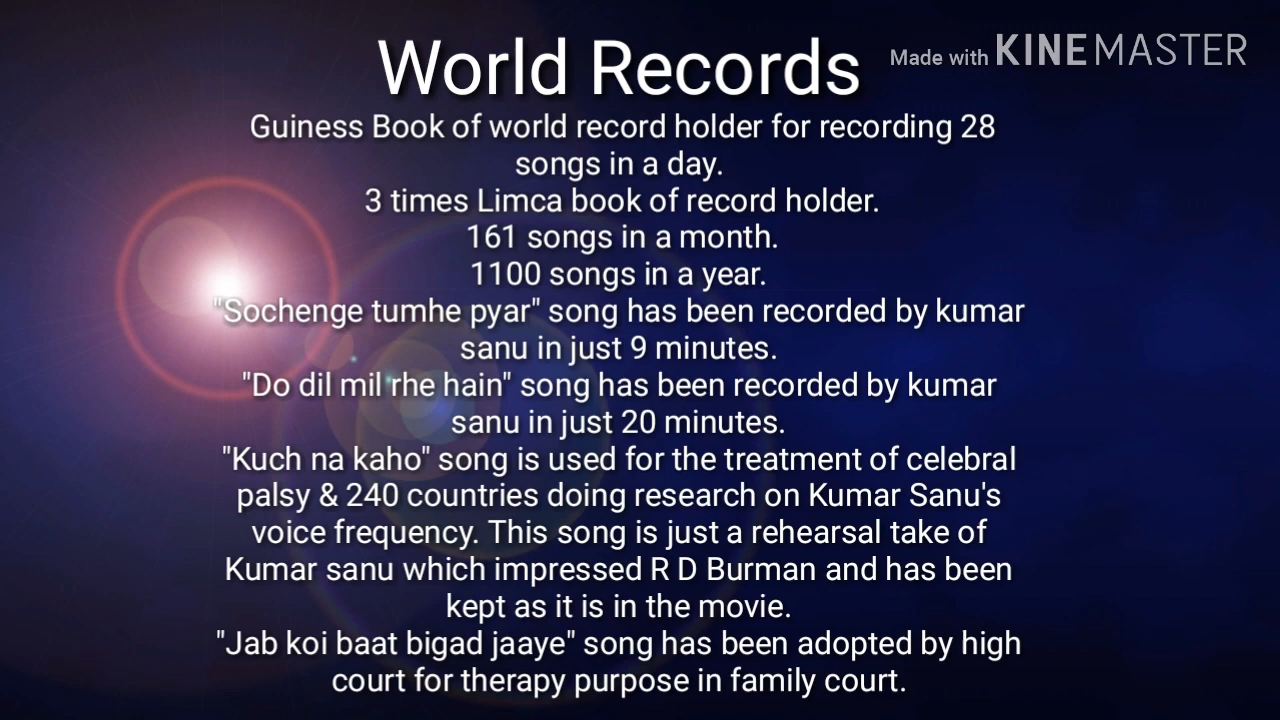 World Records
Made with KINEMASTER
Guiness Book of world record holder for recording 28
songs in a day.
3 times Limca book of record holder.
161 songs in a month.
1100 songs in a year.
"Sochenge tumhe pyar" song has been recorded by kumar
sanu in just 9 minutes.
"Do dil mil rhe hain" song has been recorded by kumar
sanu in just 20 minutes.
"Kuch na kaho" song is used for the treatment of celebral
palsy & 240 countries doing research on Kumar Sanu's
voice frequency. This song is just a rehearsal take of
Kumar sanu which impressed R D Burman and has been
kept as it is in the movie.
"Jab koi baat bigad jaaye" song has been adopted by high
court for therapy purpose in family court.